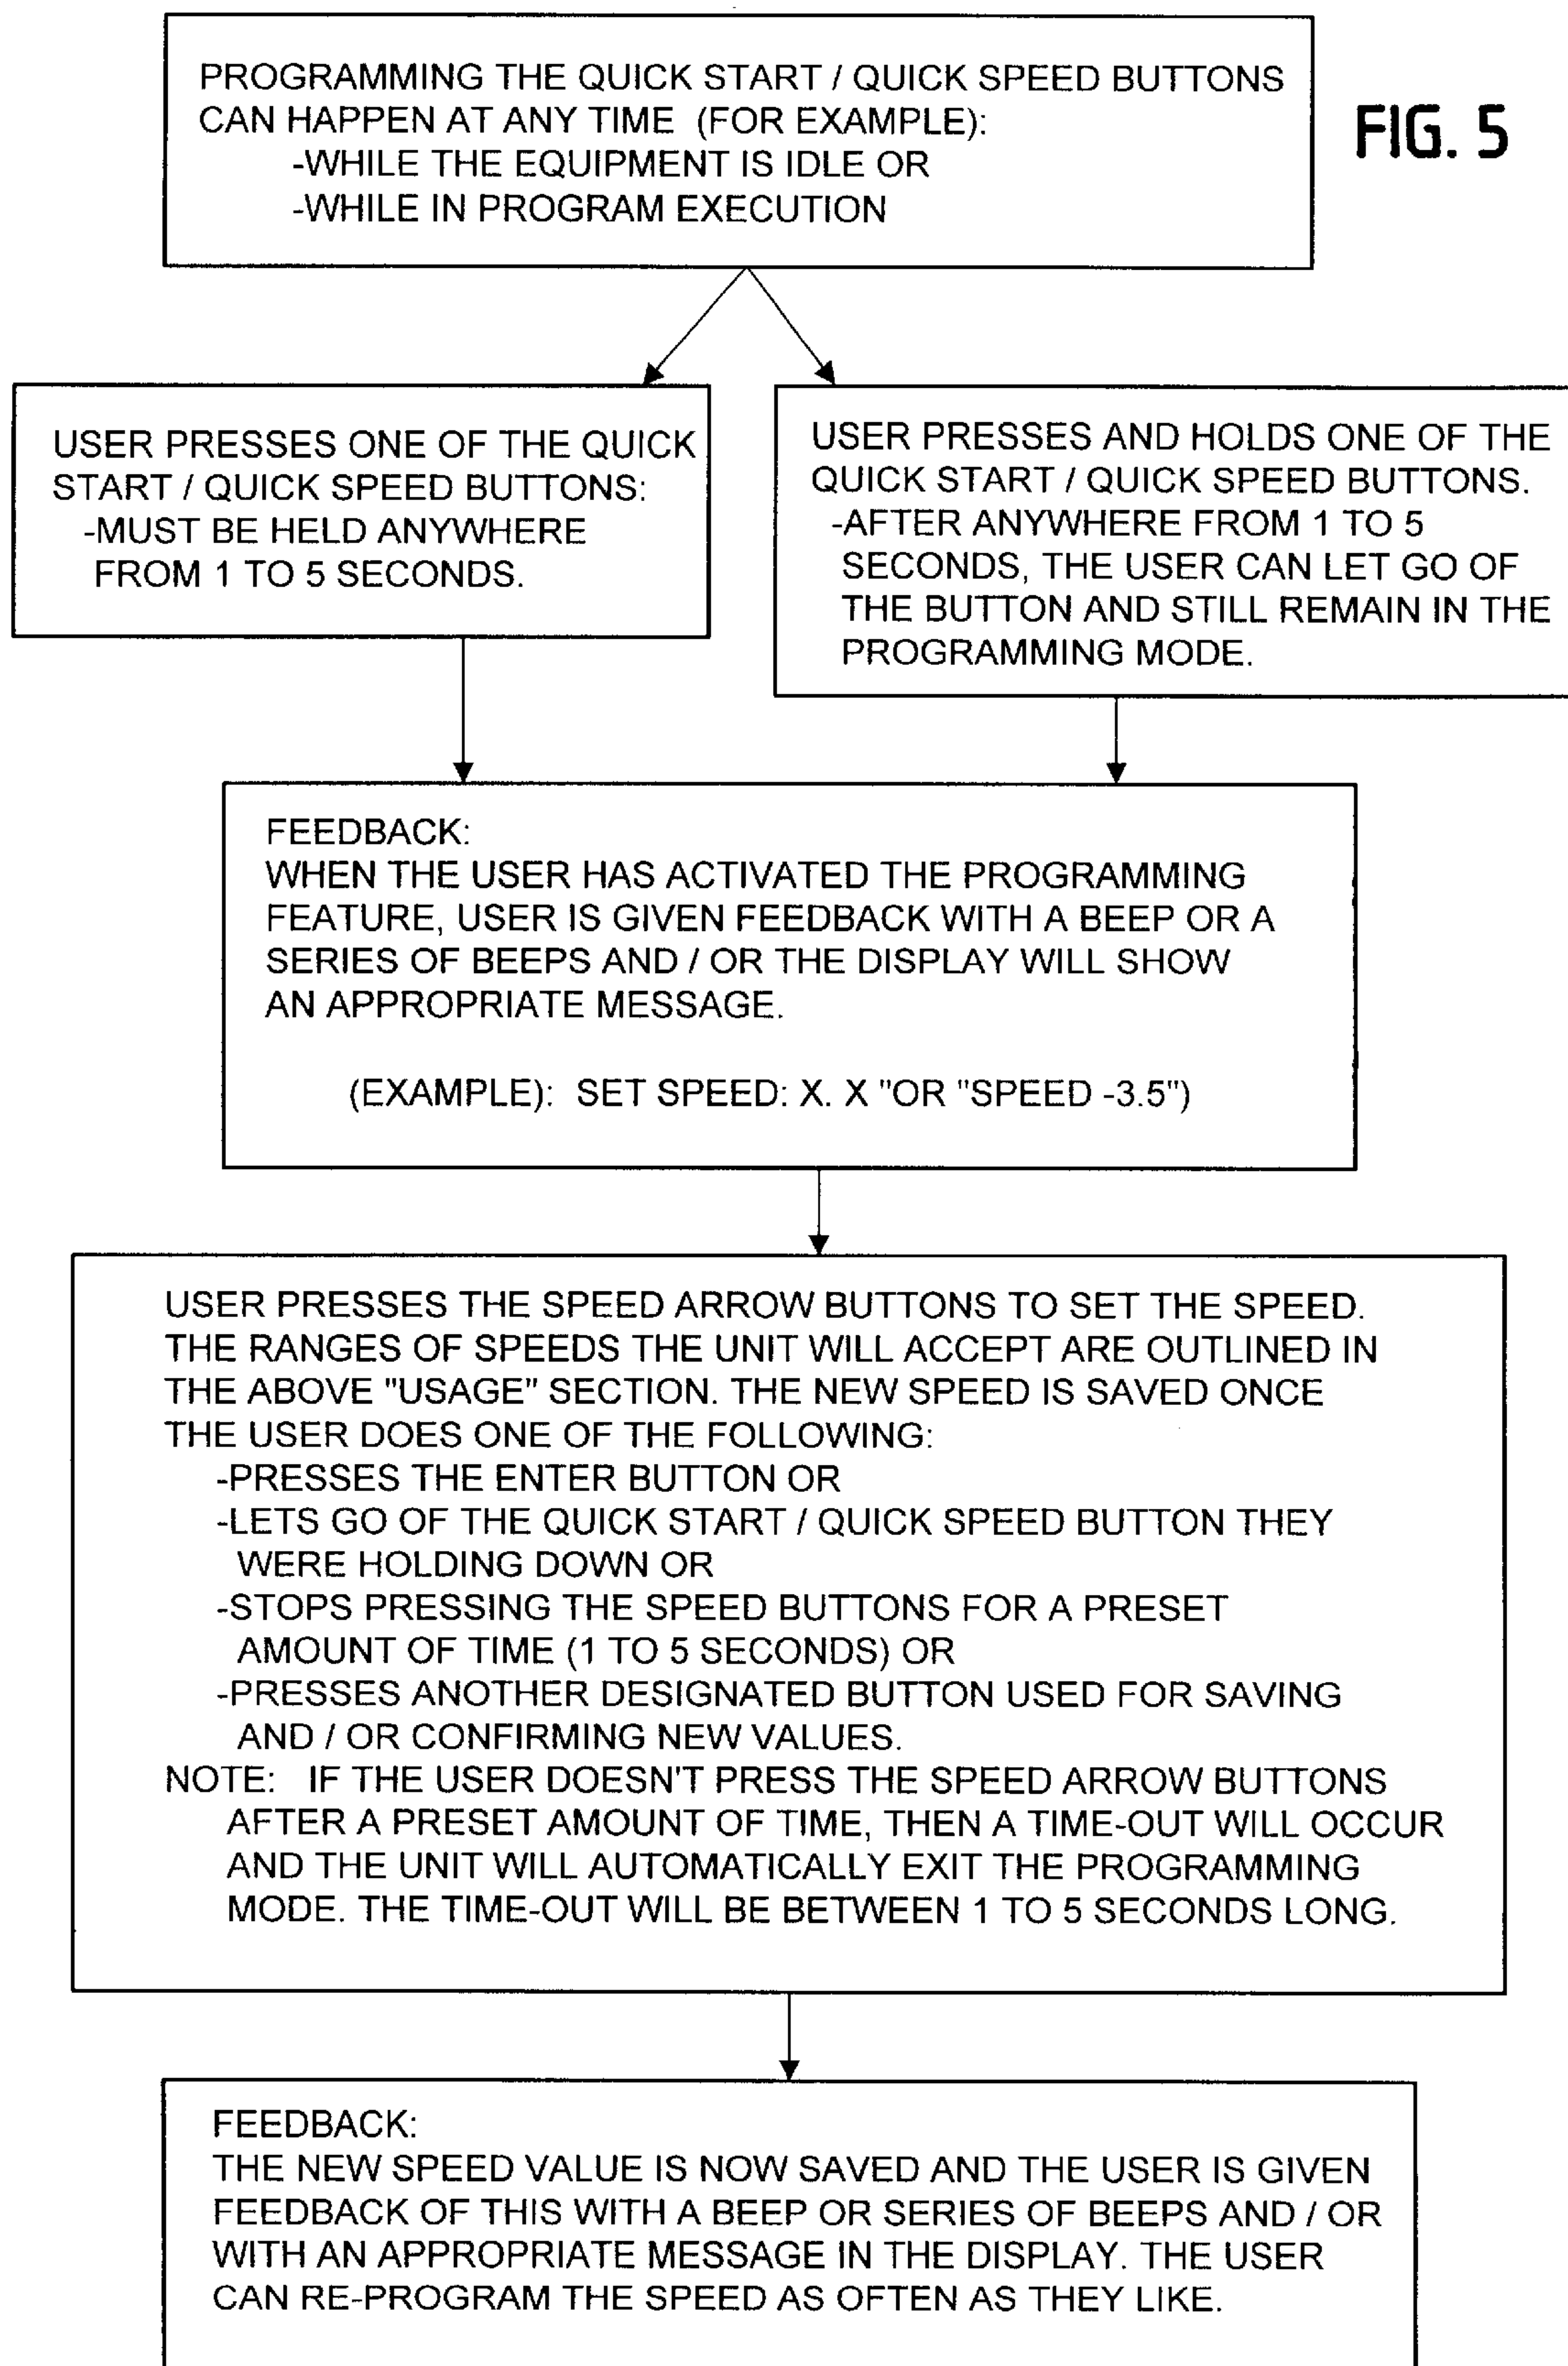 PROGRAMMING THE QUICK START / QUICK SPEED BUTTONS
CAN HAPPEN AT ANY TIME (FOR EXAMPLE):
-WHILE THE EQUIPMENT IS IDLE OR
-WHILE IN PROGRAM EXECUTION
FIG. 5
USER PRESSES ONE OF THE QUICK
START / QUICK SPEED BUTTONS:
-MUST BE HELD ANYWHERE
FROM 1 TO 5 SECONDS.
USER PRESSES AND HOLDS ONE OF THE
QUICK START / QUICK SPEED BUTTONS.
-AFTER ANYWHERE FROM 1 TO 5
SECONDS, THE USER CAN LET GO OF
THE BUTTON AND STILL REMAIN IN THE
PROGRAMMING MODE.
FEEDBACK:
WHEN THE USER HAS ACTIVATED THE PROGRAMMING
FEATURE, USER IS GIVEN FEEDBACK WITH A BEEP OR A
SERIES OF BEEPS AND / OR THE DISPLAY WILL SHOW
AN APPROPRIATE MESSAGE.
(EXAMPLE): SET SPEED: X. X "OR "SPEED -3.5")
USER PRESSES THE SPEED ARROW BUTTONS TO SET THE SPEED.
THE RANGES OF SPEEDS THE UNIT WILL ACCEPT ARE OUTLINED IN
THE ABOVE "USAGE" SECTION. THE NEW SPEED IS SAVED ONCE
THE USER DOES ONE OF THE FOLLOWING:
-PRESSES THE ENTER BUTTON OR
-LETS GO OF THE QUICK START / QUICK SPEED BUTTON THEY
WERE HOLDING DOWN OR
-STOPS PRESSING THE SPEED BUTTONS FOR A PRESET
AMOUNT OF TIME (1 TO 5 SECONDS) OR
-PRESSES ANOTHER DESIGNATED BUTTON USED FOR SAVING
AND / OR CONFIRMING NEW VALUES.
NOTE: IF THE USER DOESN'T PRESS THE SPEED ARROW BUTTONS
AFTER A PRESET AMOUNT OF TIME, THEN A TIME-OUT WILL OCCUR
AND THE UNIT WILL AUTOMATICALLY EXIT THE PROGRAMMING
MODE. THE TIME-OUT WILL BE BETWEEN 1 TO 5 SECONDS LONG.
FEEDBACK:
THE NEW SPEED VALUE IS NOW SAVED AND THE USER IS GIVEN
FEEDBACK OF THIS WITH A BEEP OR SERIES OF BEEPS AND / OR
WITH AN APPROPRIATE MESSAGE IN THE DISPLAY. THE USER
CAN RE-PROGRAM THE SPEED AS OFTEN AS THEY LIKE.